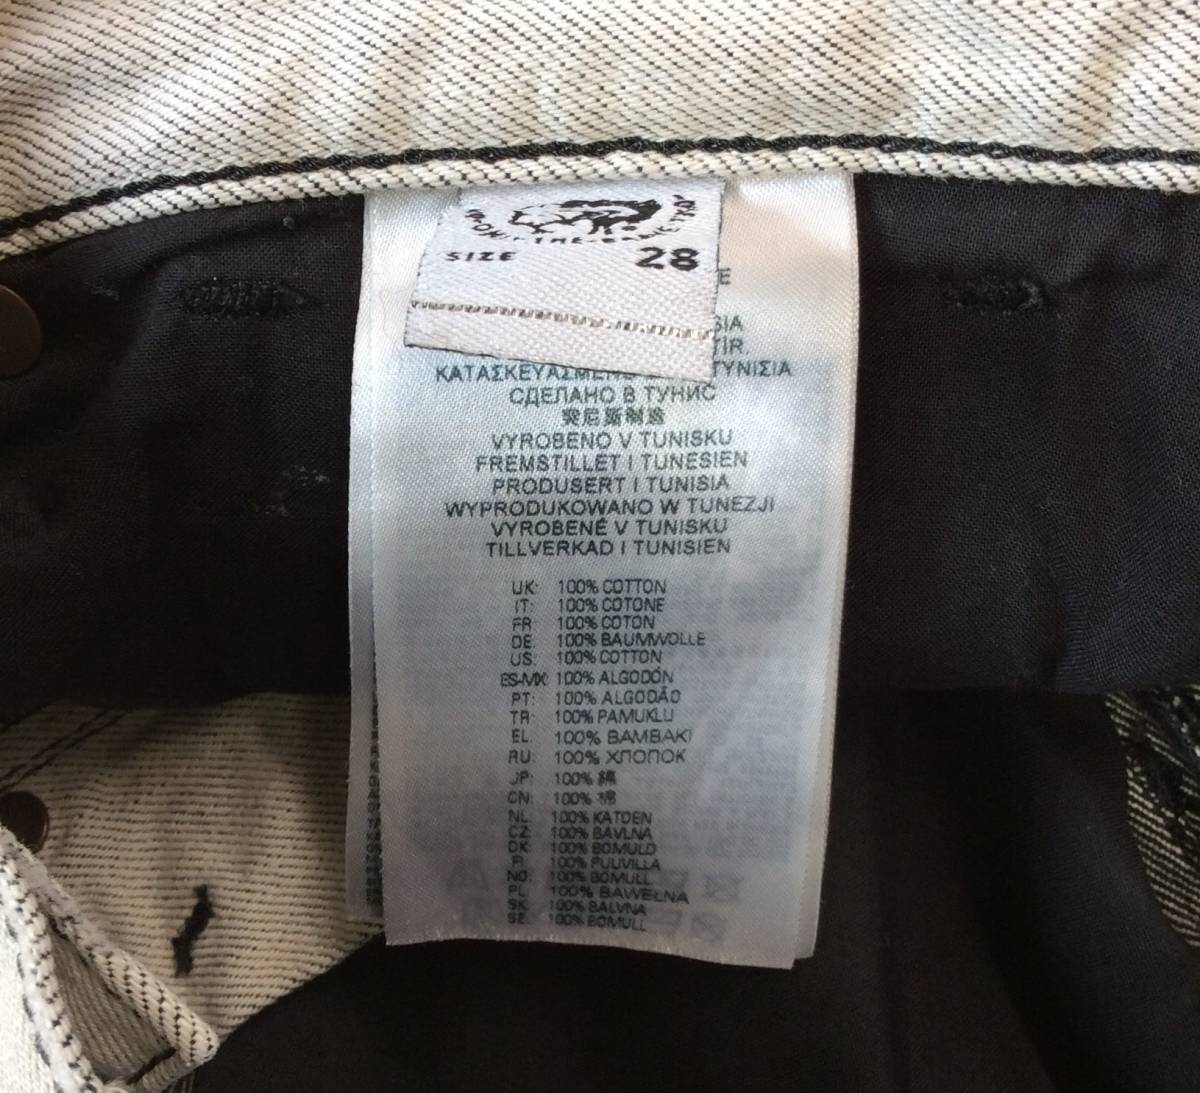 SIZE 28
E
SIA
TIR.
ΚΑΤΑΣΚΕΥΑΣΜΕΝ ΤΥΝΙΣΙΑ
СДЕЛАНО В ТУНИС
突尼斯制造
VYROBENO V TUNISKU
FREMSTILLET I TUNESIEN
PRODUSERT I TUNISIA
WYPRODUKOWANO W TUNEZJI
VYROBENÉ V TUNISKU
TILLVERKAD I TUNISIEN
UK: 100% COTTON
IT: 100% COTONE
FR: 100% COTON
DE: 100% BAUMWOLLE
US: 100% COTTON
ES-MX: 100% ALGODÓN
PT: 100% ALGODÃO
TR: 100% PAMUKLU
EL: 100% ΒΑΜΒΑΚΙ
RU: 100% ХЛОПОК
JP: 100% 綿
CN: 100% 棉
NL: 100% KATOEN
CZ: 100% BAVLNA
DK: 100% BOMULD
FI: 100% PUUVILLA
NO: 100% BOMULL
PL: 100% BAWEŁNA
SK: 100% BALVNA
SE: 100% BOMULL